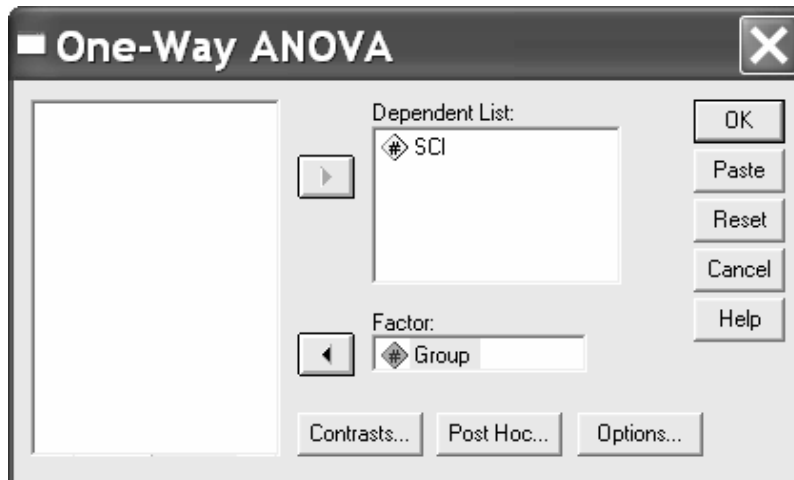 One-Way ANOVA
Dependent List:
# SCI
OK
Paste
Reset
Cancel
Help
Factor:
# Group
Contrasts...
Post Hoc...
Options...